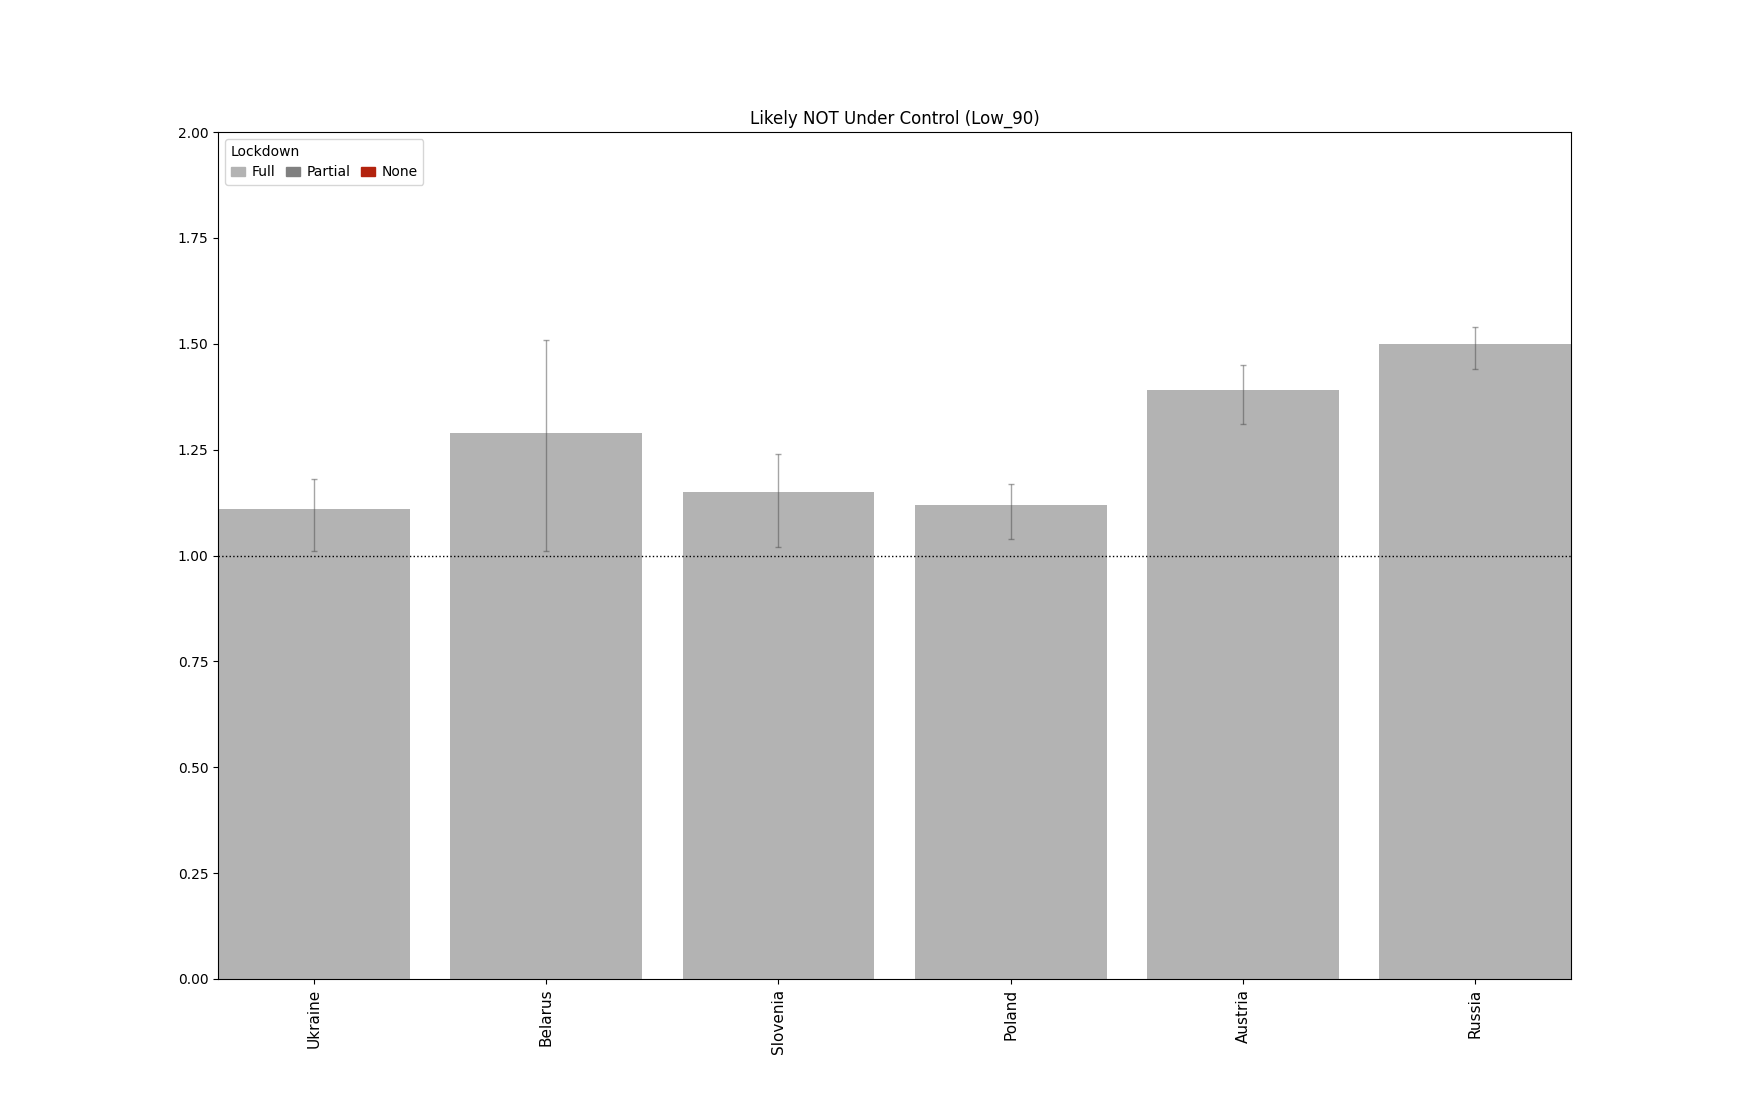 Likely NOT Under Control (Low_90)
Lockdown
Full Partial None
2.00
1.75
1.50
1.25
1.00
0.75
0.50
0.25
0.00
Ukraine
Belarus
Slovenia
Poland
Austria
Russia